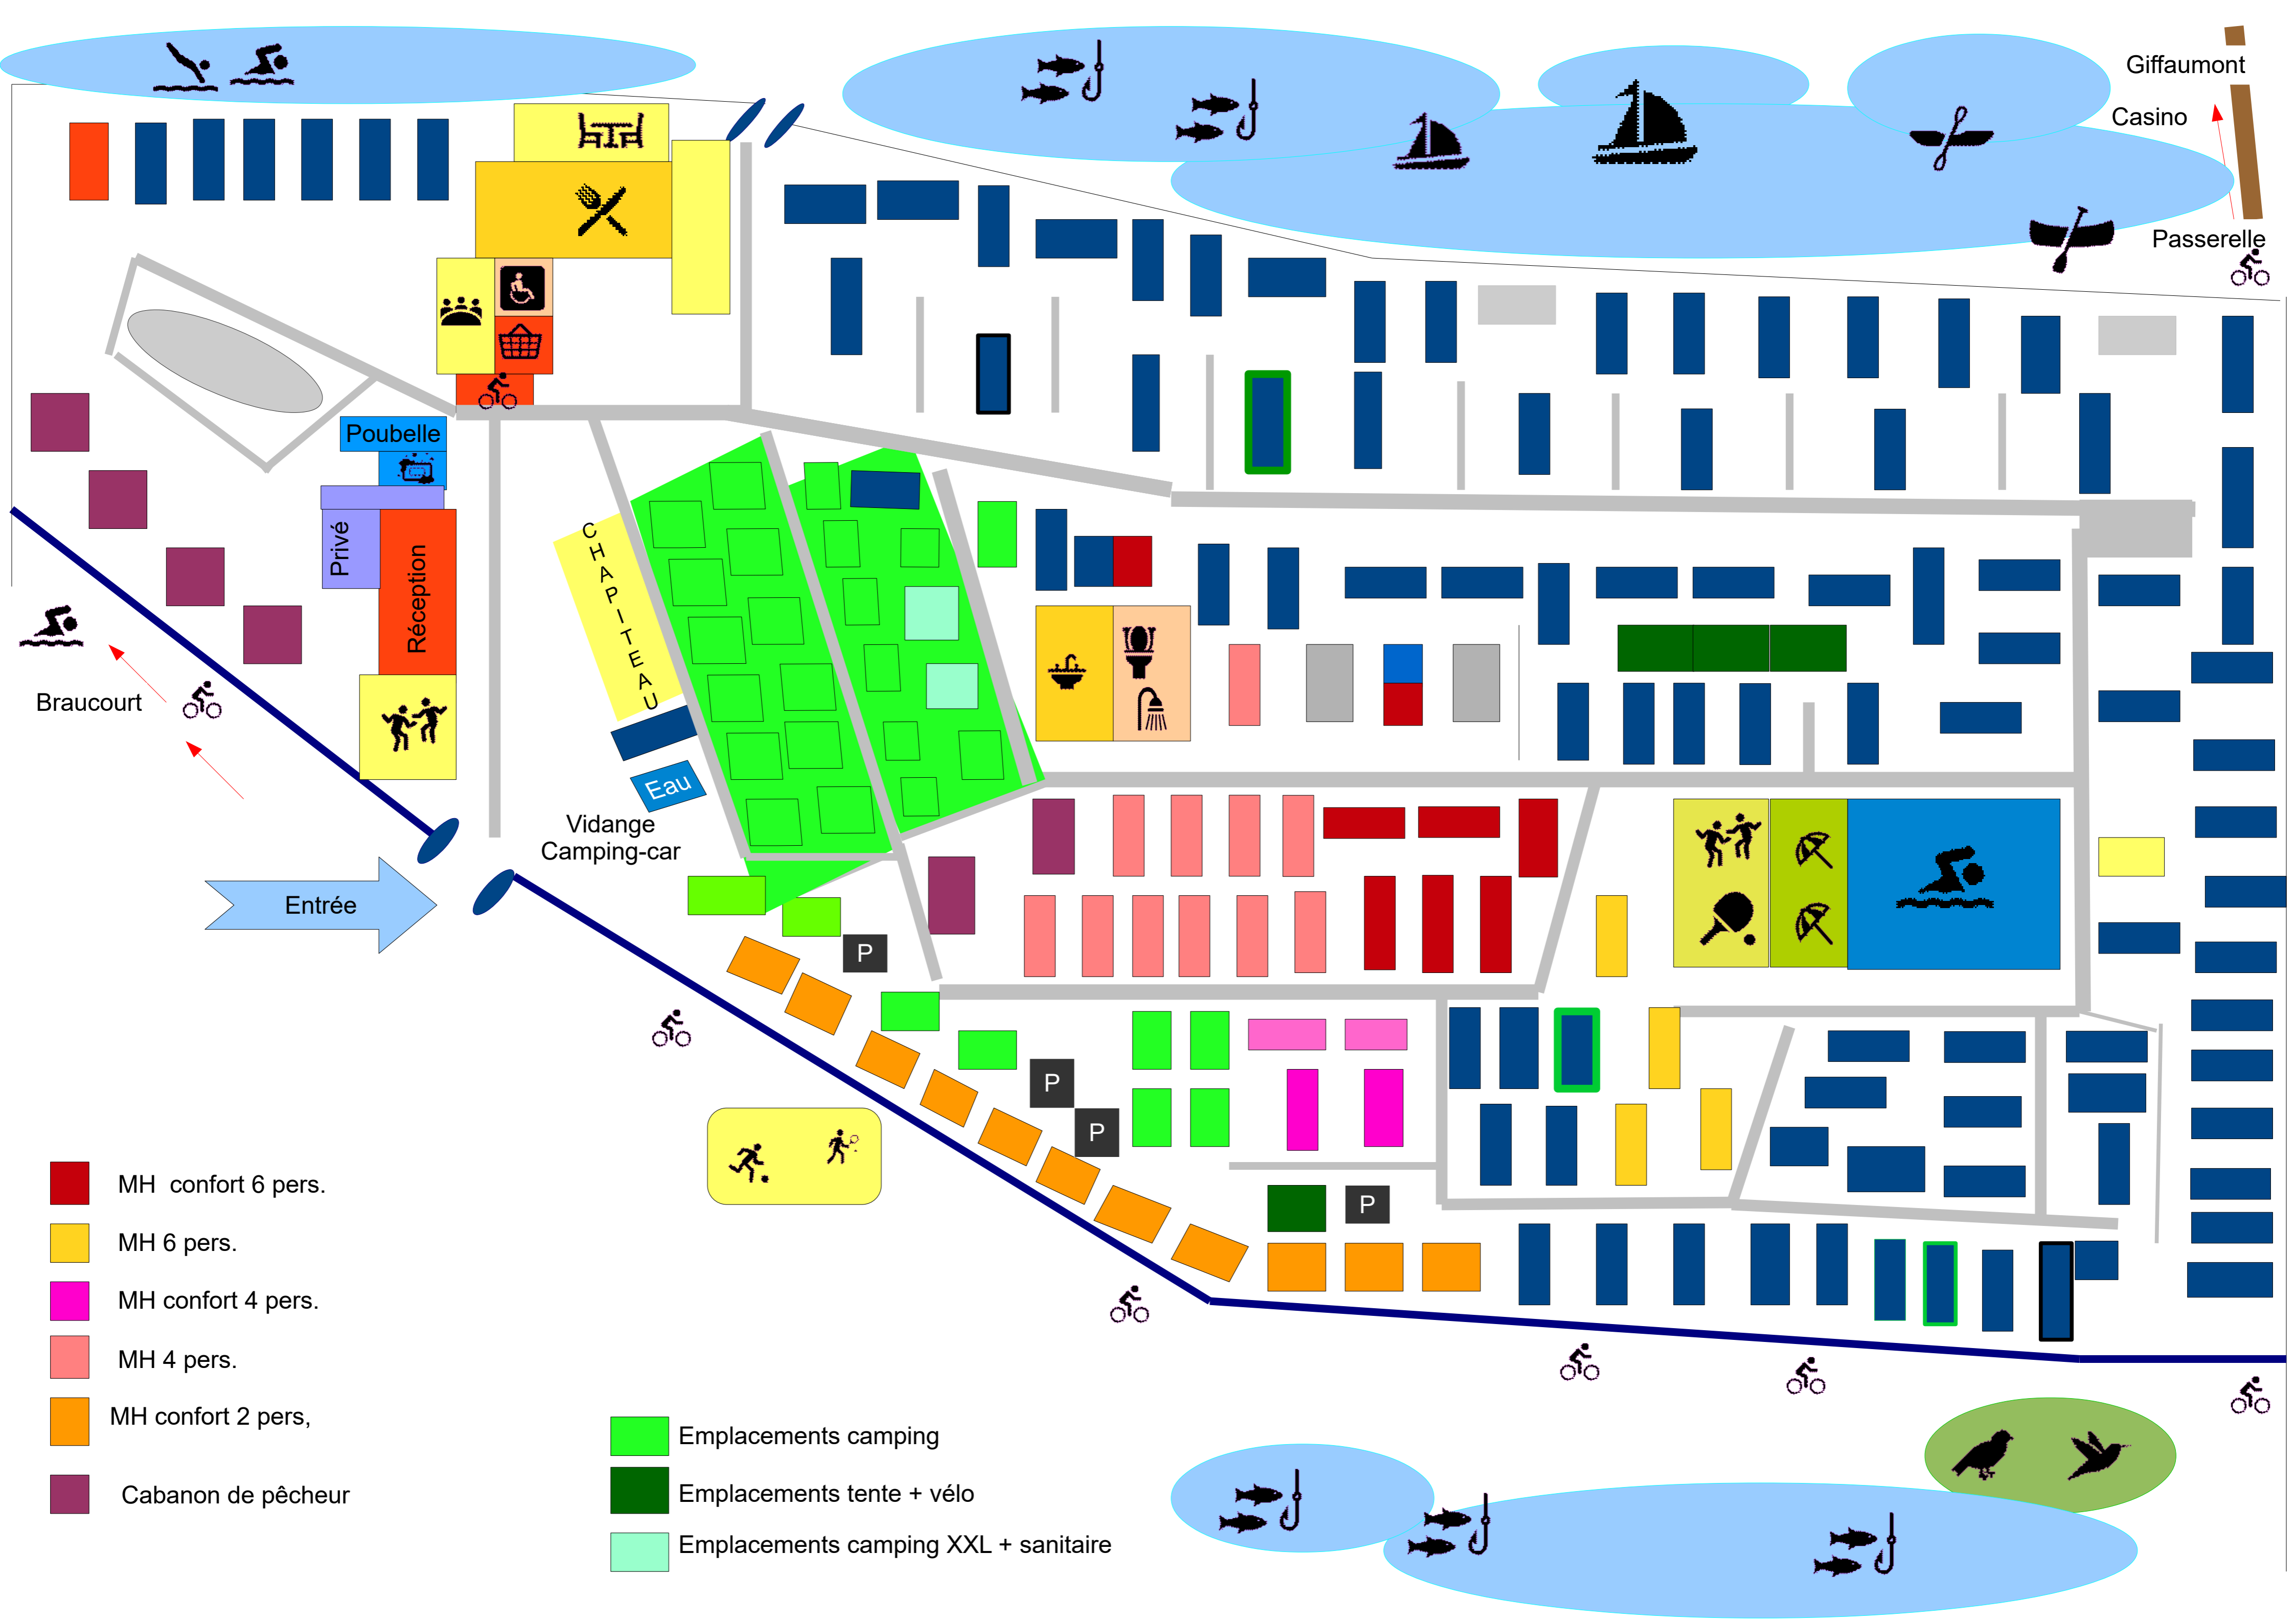 Giffaumont
Casino
Passerelle
Poubelle
Privé
Réception
CHAPITEAU
Braucourt
Eau
Vidange
Camping-car
Entrée
P
P
P
P
MH confort 6 pers.
MH 6 pers.
MH confort 4 pers.
MH 4 pers.
MH confort 2 pers,
Cabanon de pêcheur
Emplacements camping
Emplacements tente + vélo
Emplacements camping XXL + sanitaire